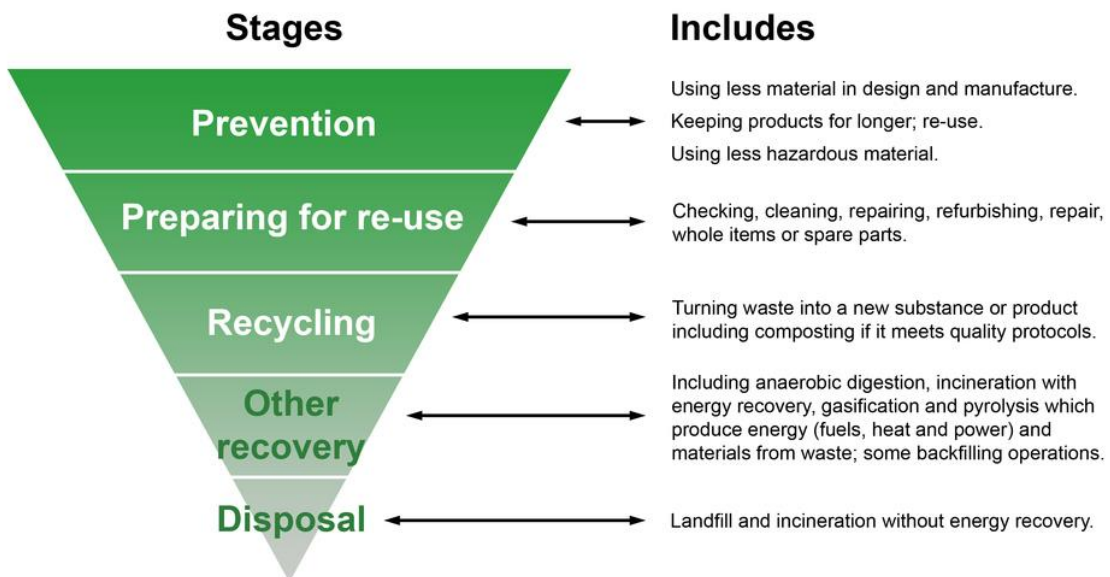 Stages
Includes
Prevention
Using less material in design and manufacture.
Keeping products for longer; re-use.
Using less hazardous material.
Preparing for re-use
Checking, cleaning, repairing, refurbishing, repair,
whole items or spare parts.
Recycling
Turning waste into a new substance or product
including composting if it meets quality protocols.
Other
recovery
Including anaerobic digestion, incineration with
energy recovery, gasification and pyrolysis which
produce energy (fuels, heat and power) and
materials from waste; some backfilling operations.
Disposal
Landfill and incineration without energy recovery.